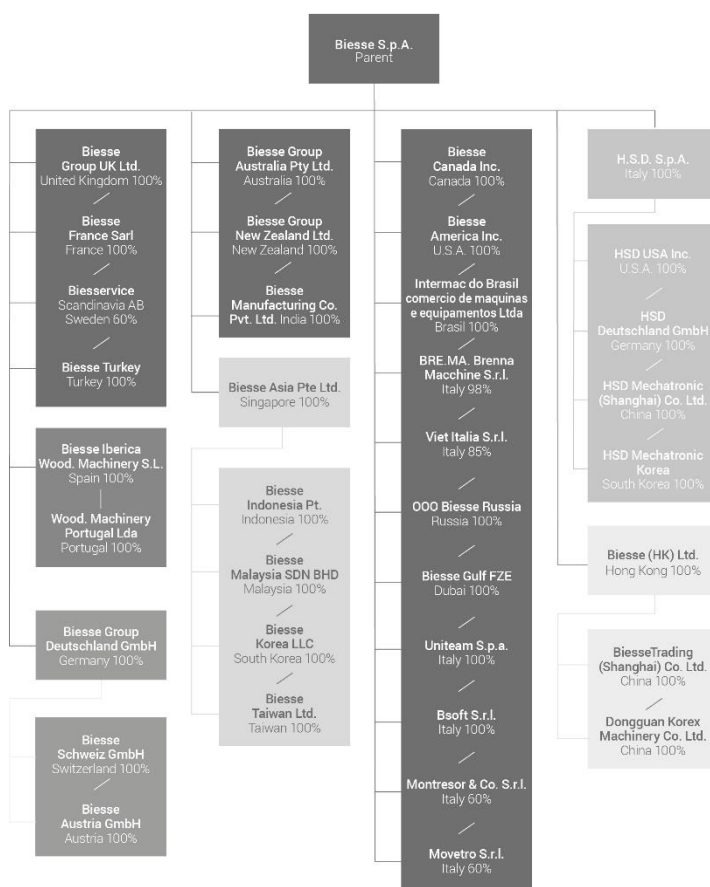 Biesse S.p.A.
Parent
Biesse
Group UK Ltd.
United Kingdom 100%
Biesse
France Sarl
France 100%
Biesservice
Scandinavia AB
Sweden 60%
Biesse Turkey
Turkey 100%
Biesse Iberica
Wood. Machinery S.L.
Spain 100%
Wood. Machinery
Portugal Lda
Portugal 100%
Biesse Group
Deutschland GmbH
Germany 100%
Biesse
Schweiz GmbH
Switzerland 100%
Biesse
Austria GmbH
Austria 100%
Biesse Group
Australia Pty Ltd.
Australia 100%
Biesse Group
New Zealand Ltd.
New Zealand 100%
Biesse
Manufacturing Co.
Pvt. Ltd. India 100%
Biesse Asia Pte Ltd.
Singapore 100%
Biesse
Indonesia Pt.
Indonesia 100%
Biesse
Malaysia SDN BHD
Malaysia 100%
Biesse
Korea LLC
South Korea 100%
Biesse
Taiwan Ltd.
Taiwan 100%
Biesse
Canada Inc.
Canada 100%
Biesse
America Inc.
U.S.A. 100%
Intermac do Brasil
comercio de maquinas
e equipamentos Ltda
Brasil 100%
BRE.MA. Brenna
Macchine S.r.l.
Italy 98%
Viet Italia S.r.l.
Italy 85%
OOO Biesse Russia
Russia 100%
Biesse Gulf FZE
Dubai 100%
Uniteam S.p.a.
Italy 100%
Bsoft S.r.l.
Italy 100%
Montresor & Co. S.r.l.
Italy 60%
Movetro S.r.l.
Italy 60%
H.S.D. S.p.A.
Italy 100%
HSD USA Inc.
U.S.A. 100%
HSD
Deutschland GmbH
Germany 100%
HSD Mechatronic
(Shanghai) Co. Ltd.
China 100%
HSD Mechatronic
Korea
South Korea 100%
Biesse (HK) Ltd.
Hong Kong 100%
BiesseTrading
(Shanghai) Co. Ltd.
China 100%
Dongguan Korex
Machinery Co. Ltd.
China 100%